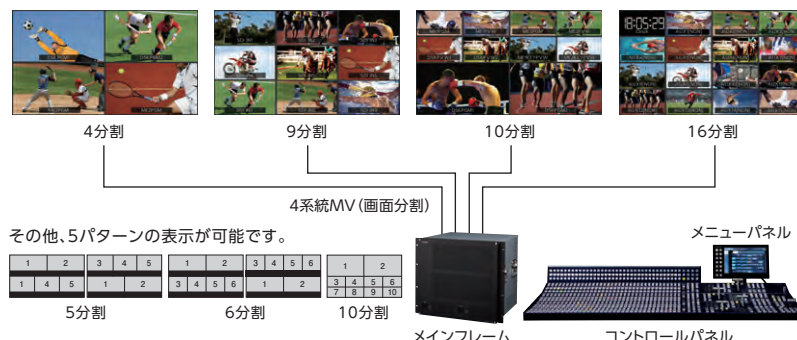 18:05:29
4分割
9分割
10分割
16分割
4系統MV（画面分割）
その他、5パターンの表示が可能です。
メニューパネル
1 2 3 4 5
1 4 5 1 2
5分割
1 2 3 4 5 6
3 4 5 6 1 2
6分割
1 2
3 4 5 6
7 8 9 10
10分割
メインフレーム
コントロールパネル